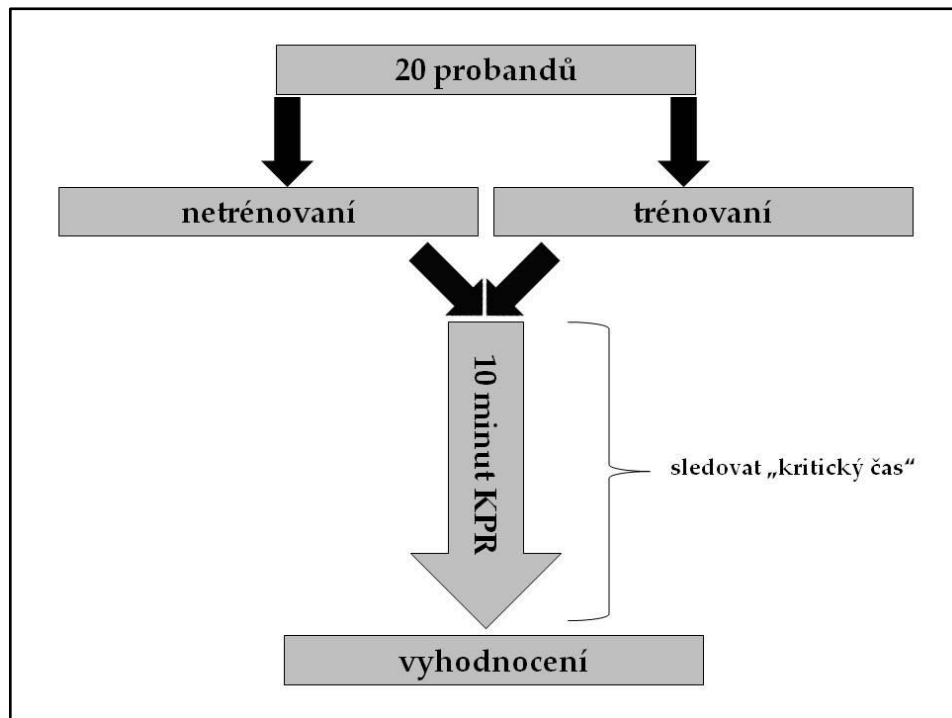 20 probandů
netrénovaní
trénovaní
10 minut KPR
sledovat „kritický čas“
vyhodnocení